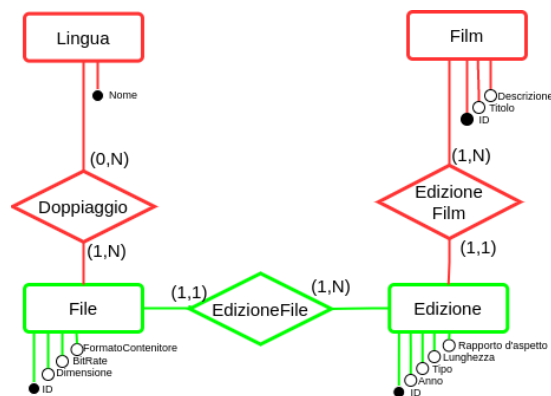 Lingua
Film
Nome
Descrizione
Titolo
ID
(0,N)
(1,N)
Doppiaggio
Edizione
Film
(1,N)
(1,1)
(1,1)
(1,N)
File
EdizioneFile
Edizione
FormatoContenitore
BitRate
Dimensione
ID
Rapporto d'aspetto
Lunghezza
Tipo
Anno
ID